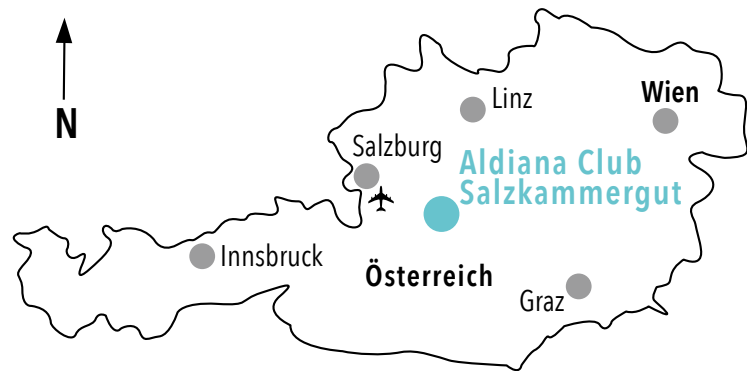 Linz
Wien
Salzburg
Aldiana Club
Salzkammergut
N
Innsbruck
Österreich
Graz